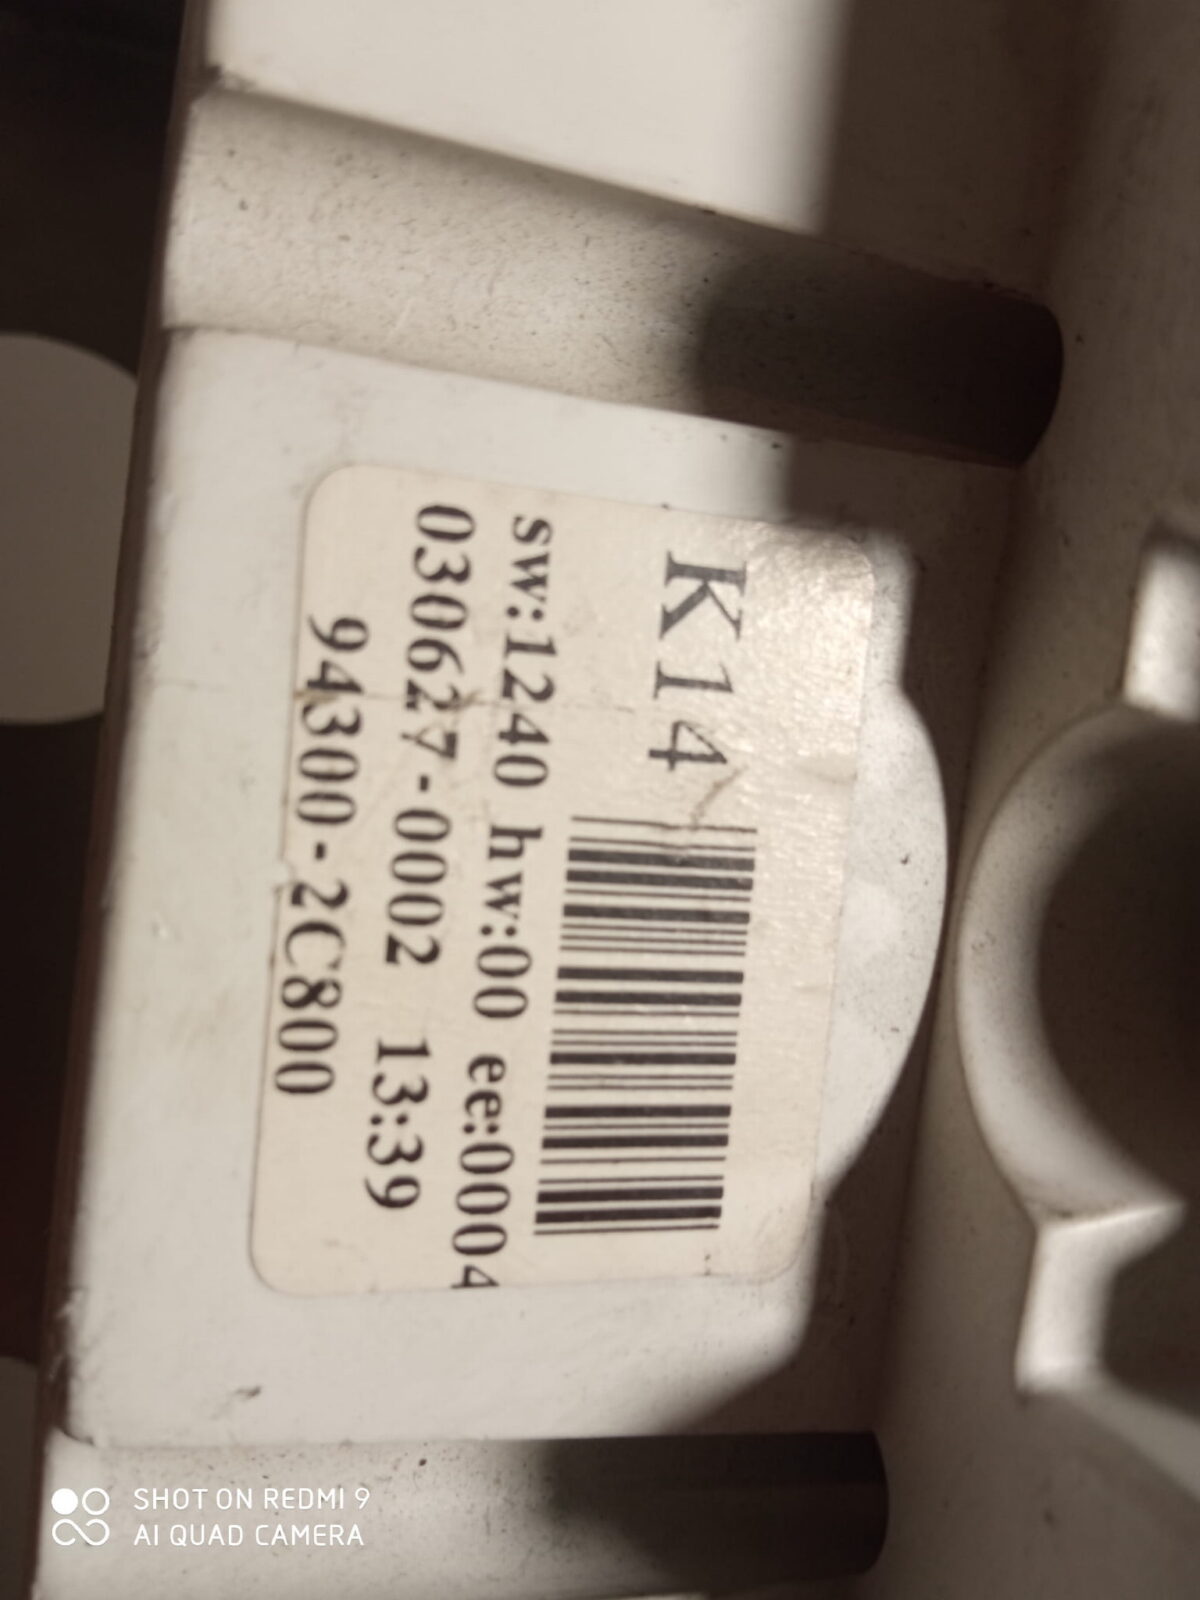 K14
sw:1240 hw:00 ee:0004
030627-0002 13:39
94300-2C800
SHOT ON REDMI 9
AI QUAD CAMERA